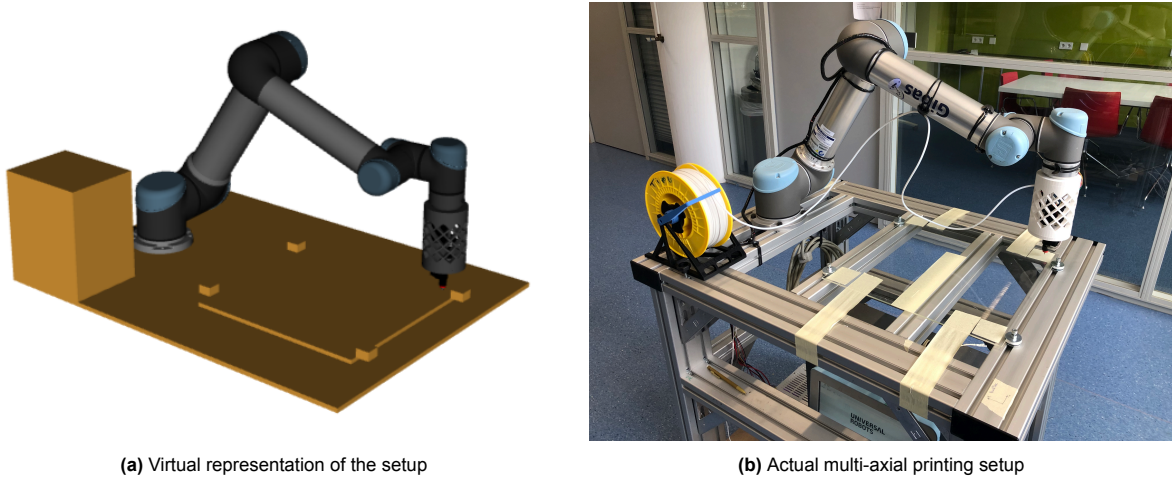 GiBas
UNIVERSAL
ROBOTS
(a) Virtual representation of the setup
(b) Actual multi-axial printing setup